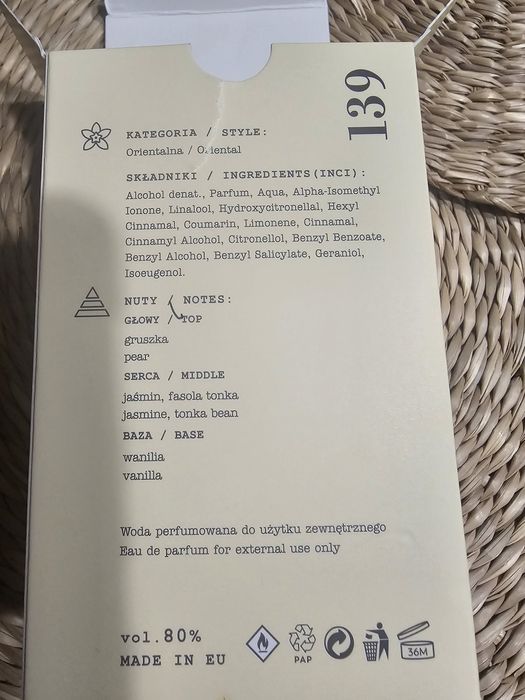 139
KATEGORIA / STYLE:
Orientalna / Oriental
SKŁADNIKI / INGREDIENTS(INCI):
Alcohol denat., Parfum, Aqua, Alpha-Isomethyl
Ionone, Linalool, Hydroxycitronellal, Hexyl
Cinnamal, Coumarin, Limonene, Cinnamal,
Cinnamyl Alcohol, Citronellol, Benzyl Benzoate,
Benzyl Alcohol, Benzyl Salicylate, Geraniol,
Isoeugenol.
NUTY / NOTES:
GŁOWY / TOP
gruszka
pear
SERCA / MIDDLE
jaśmin, fasola tonka
jasmine, tonka bean
BAZA / BASE
wanilia
vanilla
Woda perfumowana do użytku zewnętrznego
Eau de parfum for external use only
vol.80%
MADE IN EU
PAP
36M